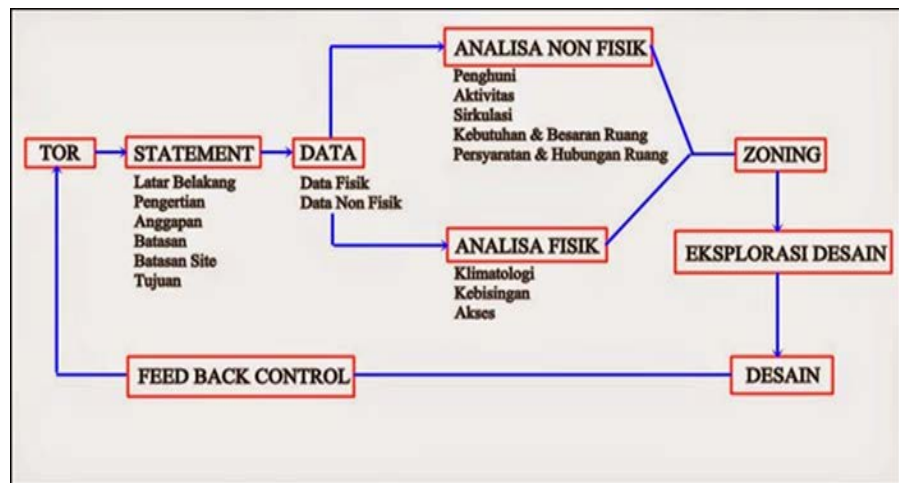 TOR
STATEMENT
Latar Belakang
Pengertian
Anggapan
Batasan
Batasan Site
Tujuan
DATA
Data Fisik
Data Non Fisik
ANALISA NON FISIK
Penghuni
Aktivitas
Sirkulasi
Kebutuhan & Besaran Ruang
Persyaratan & Hubungan Ruang
ANALISA FISIK
Klimatologi
Kebisingan
Akses
ZONING
EKSPLORASI DESAIN
DESAIN
FEED BACK CONTROL